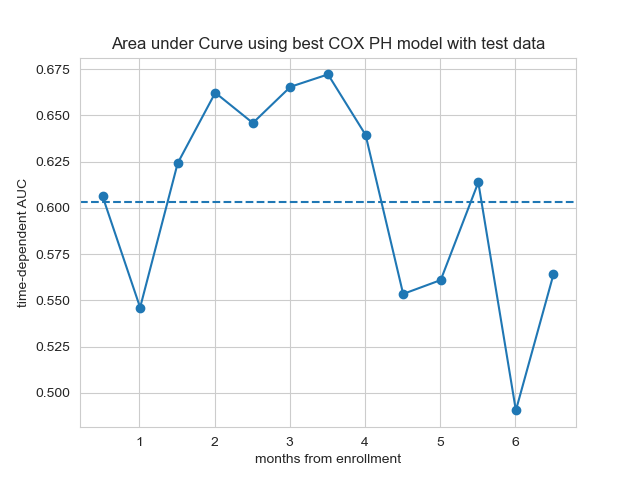 Area under Curve using best COX PH model with test data
time-dependent AUC
0.675
0.650
0.625
0.600
0.575
0.550
0.525
0.500
1 2 3 4 5 6
months from enrollment